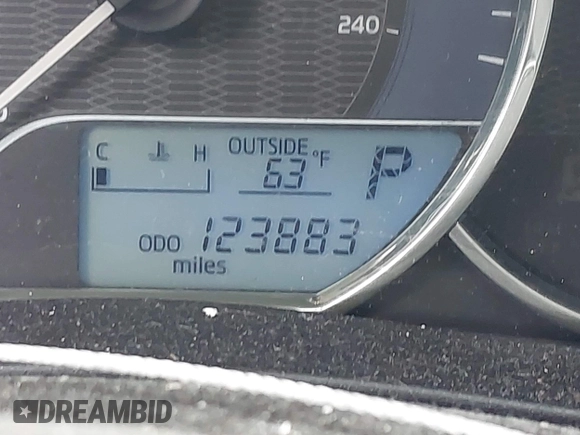 240
C H OUTSIDE °F P
63
ODO 123883
miles
DREAMBID